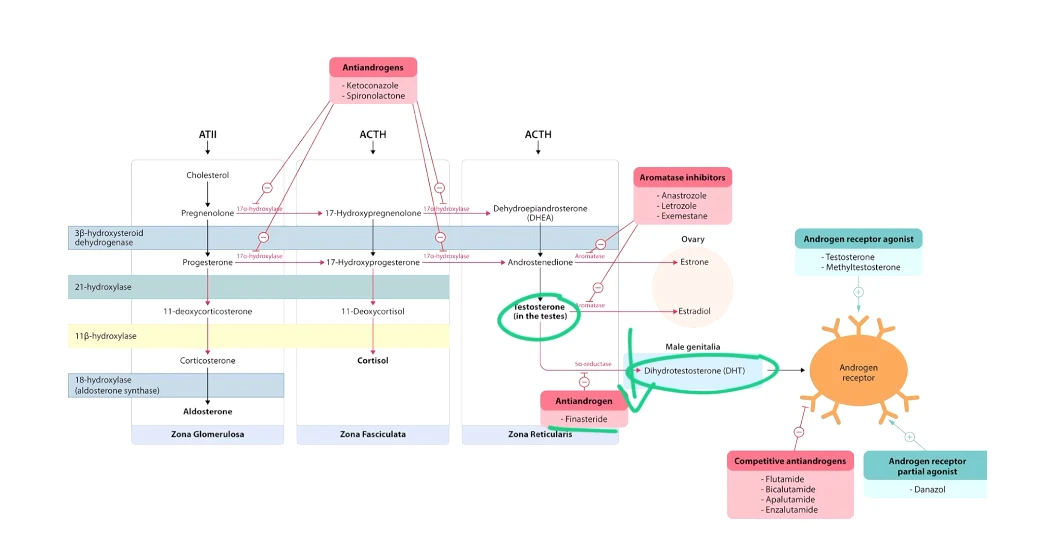 Antiandrogens
- Ketoconazole
- Spironolactone
ATII
ACTH
ACTH
Cholesterol
Aromatase inhibitors
- Anastrozole
- Letrozole
- Exemestane
Pregnenolone
17α-hydroxylase
17-Hydroxypregnenolone
17α-hydroxylase
Dehydroepiandrosterone
(DHEA)
3β-hydroxysteroid
dehydrogenase
Ovary
Androgen receptor agonist
- Testosterone
- Methyltestosterone
Progesterone
17α-hydroxylase
17-Hydroxyprogesterone
17α-hydroxylase
Androstenedione
Aromatase
Estrone
21-hydroxylase
11-deoxycorticosterone
11-Deoxycortisol
Testosterone
(in the testes)
Aromatase
Estradiol
11β-hydroxylase
Male genitalia
Corticosterone
Cortisol
5α-reductase
Dihydrotestosterone (DHT)
Androgen
receptor
18-hydroxylase
(aldosterone synthase)
Aldosterone
Antiandrogen
- Finasteride
Zona Glomerulosa
Zona Fasciculata
Zona Reticularis
Competitive antiandrogens
- Flutamide
- Bicalutamide
- Apalutamide
- Enzalutamide
Androgen receptor
partial agonist
- Danazol